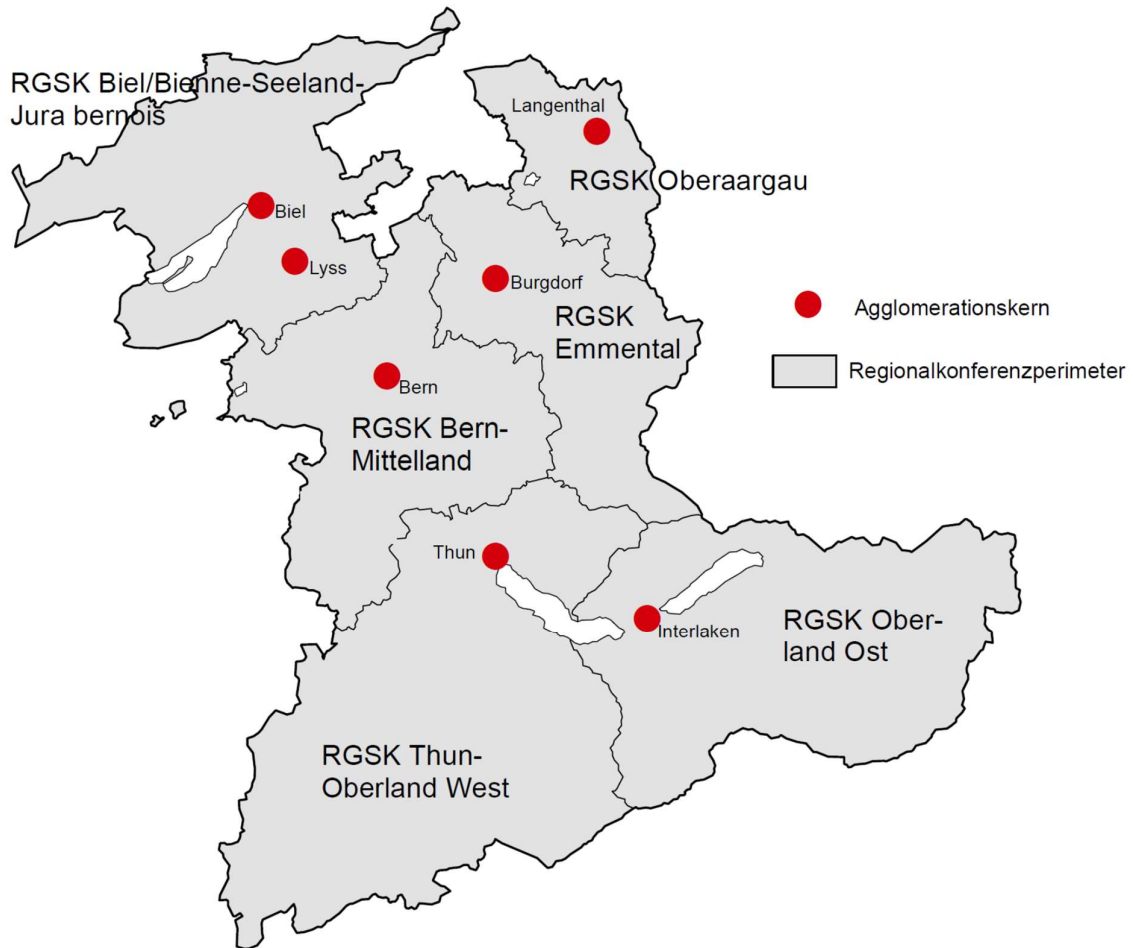 RGSK Biel/Bienne-Seeland-
Jura bernois
Langenthal
RGSK Oberaargau
Biel
Lyss
Burgdorf
RGSK
Emmental
Agglomerationskern
Regionalkonferenzperimeter
Bern
RGSK Bern-
Mittelland
Thun
Interlaken
RGSK Ober-
land Ost
RGSK Thun-
Oberland West